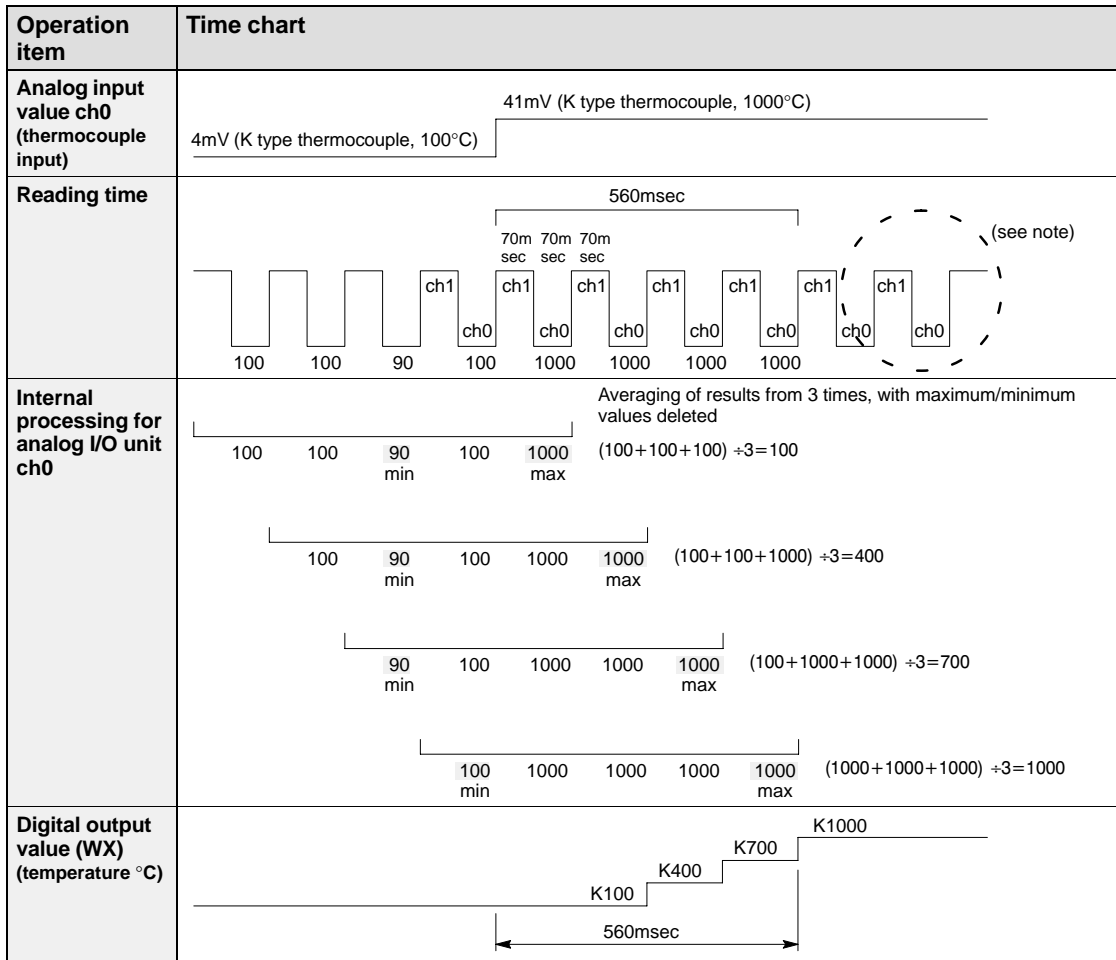 Operation item
Time chart
Analog input value ch0 (thermocouple input)
41mV (K type thermocouple, 1000°C)
4mV (K type thermocouple, 100°C)
Reading time
560msec
70m 70m 70m
sec sec sec
(see note)
ch1 ch1 ch1 ch1 ch1 ch1 ch1
ch0 ch0 ch0 ch0 ch0 ch0 ch0
100 100 90 100 1000 1000 1000 1000
Internal processing for analog I/O unit ch0
Averaging of results from 3 times, with maximum/minimum
values deleted
100 100 90 100 1000 (100+100+100) ÷3=100
min max
100 90 100 1000 1000 (100+100+1000) ÷3=400
min max
90 100 1000 1000 1000 (100+1000+1000) ÷3=700
min max
100 1000 1000 1000 1000 (1000+1000+1000) ÷3=1000
min max
Digital output value (WX) (temperature °C)
K1000
K700
K400
K100
560msec